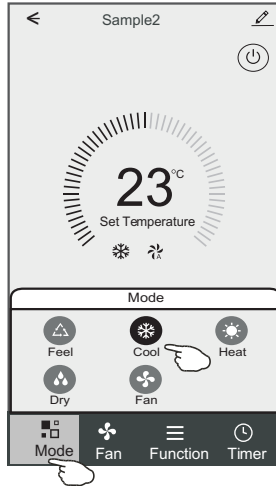 Sample2
23°C
Set Temperature
A
Mode
Feel Cool Heat
Dry Fan
Mode Fan Function Timer